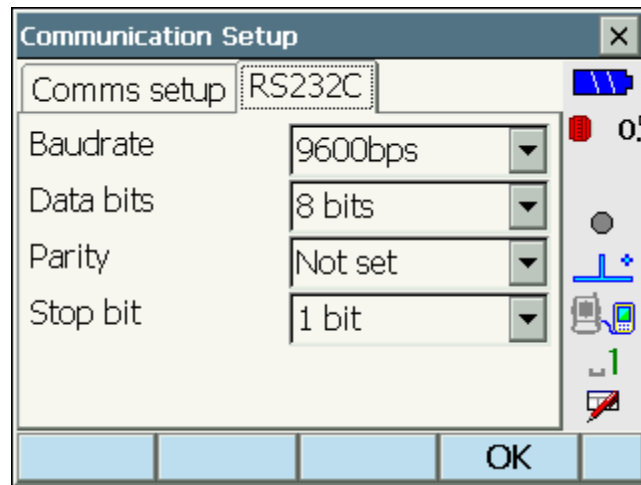 Communication Setup
Comms setup RS232C
Baudrate 9600bps
Data bits 8 bits
Parity Not set
Stop bit 1 bit
1
OK